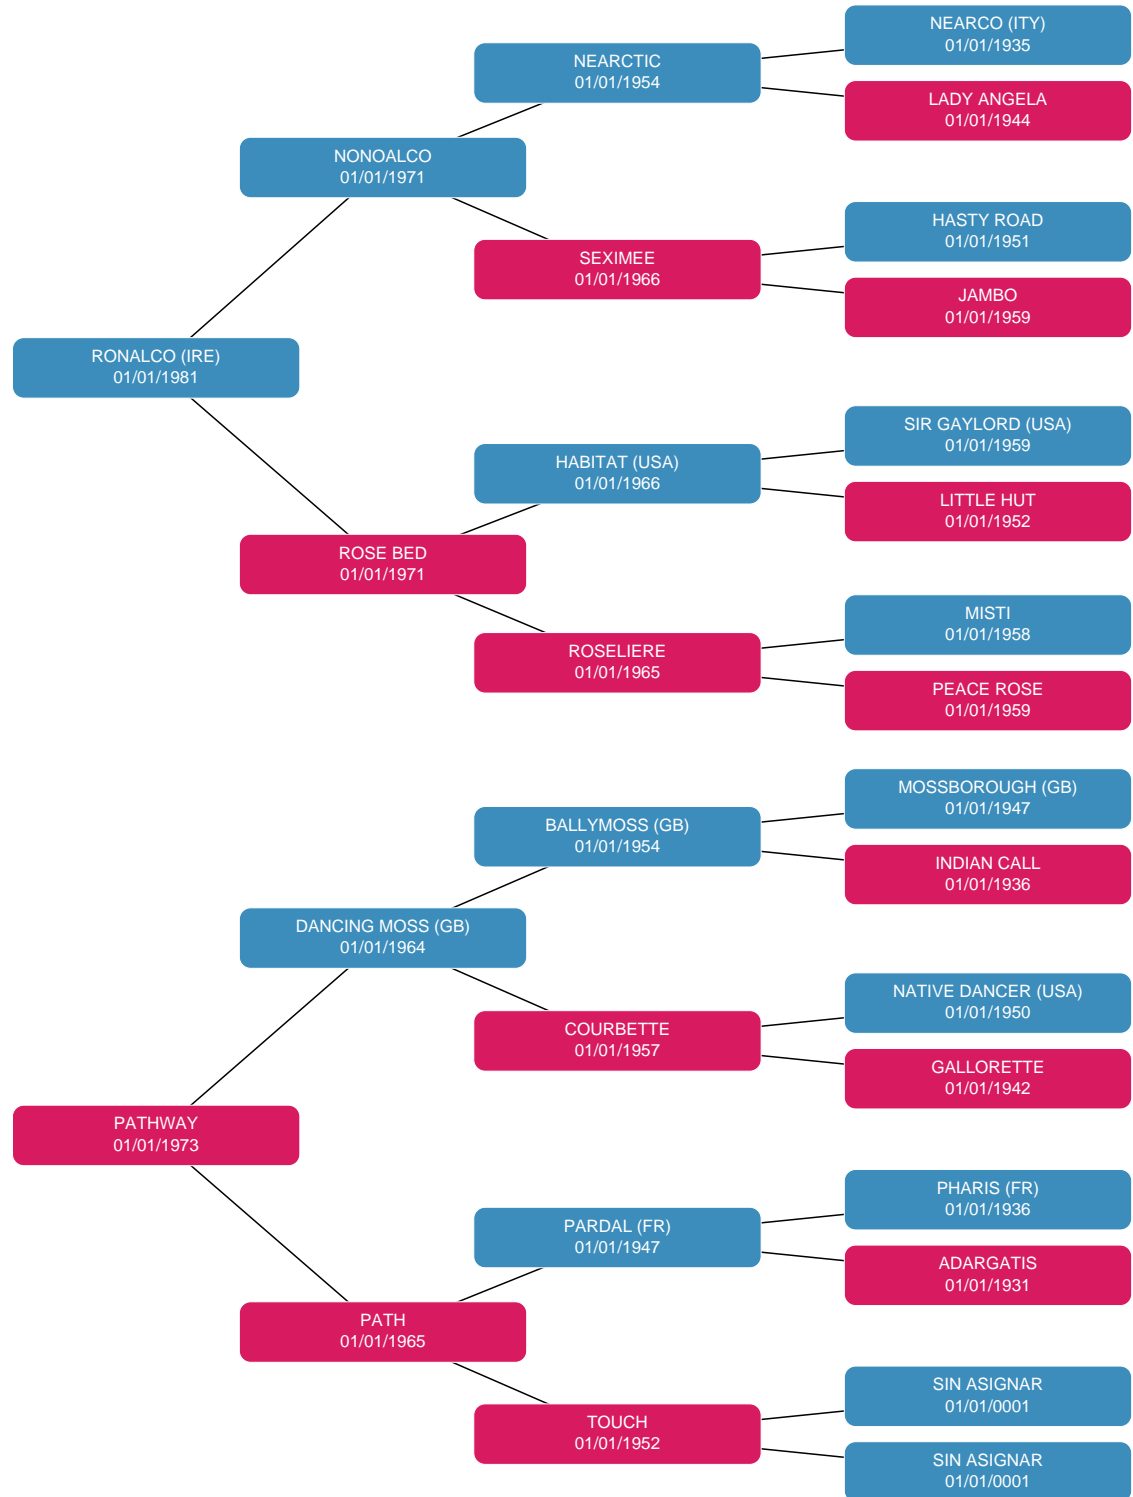 NEARCO (ITY)
01/01/1935
NEARCTIC
01/01/1954
LADY ANGELA
01/01/1944
NONOALCO
01/01/1971
HASTY ROAD
01/01/1951
SEXIMEE
01/01/1966
JAMBO
01/01/1959
RONALCO (IRE)
01/01/1981
SIR GAYLORD (USA)
01/01/1959
HABITAT (USA)
01/01/1966
LITTLE HUT
01/01/1952
ROSE BED
01/01/1971
MISTI
01/01/1958
ROSELIERE
01/01/1965
PEACE ROSE
01/01/1959
MOSSBOROUGH (GB)
01/01/1947
BALLYMOSS (GB)
01/01/1954
INDIAN CALL
01/01/1936
DANCING MOSS (GB)
01/01/1964
NATIVE DANCER (USA)
01/01/1950
COURBETTE
01/01/1957
GALLORETTE
01/01/1942
PATHWAY
01/01/1973
PHARIS (FR)
01/01/1936
PARDAL (FR)
01/01/1947
ADARGATIS
01/01/1931
PATH
01/01/1965
SIN ASIGNAR
01/01/0001
TOUCH
01/01/1952
SIN ASIGNAR
01/01/0001